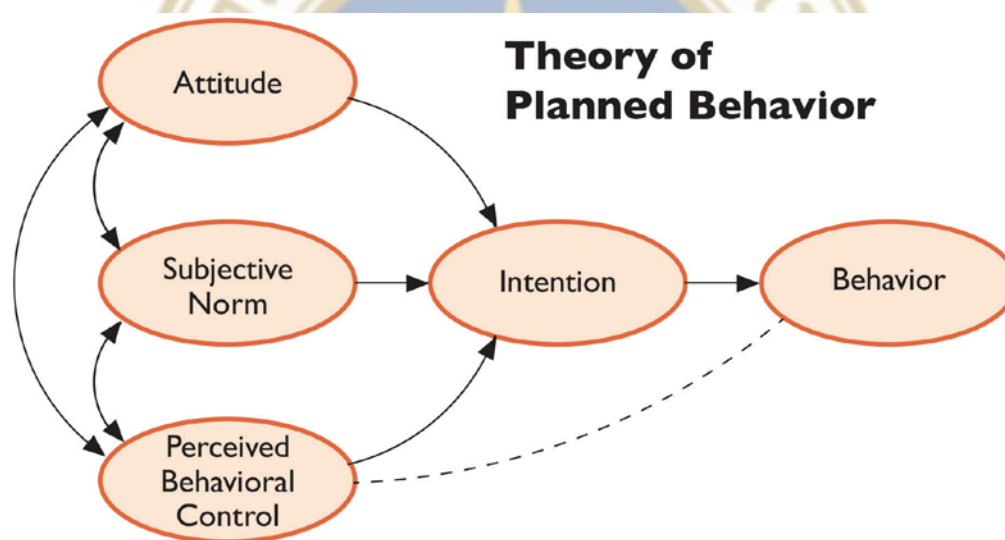 Theory of
Planned Behavior
Attitude
Subjective
Norm
Intention
Behavior
Perceived
Behavioral
Control